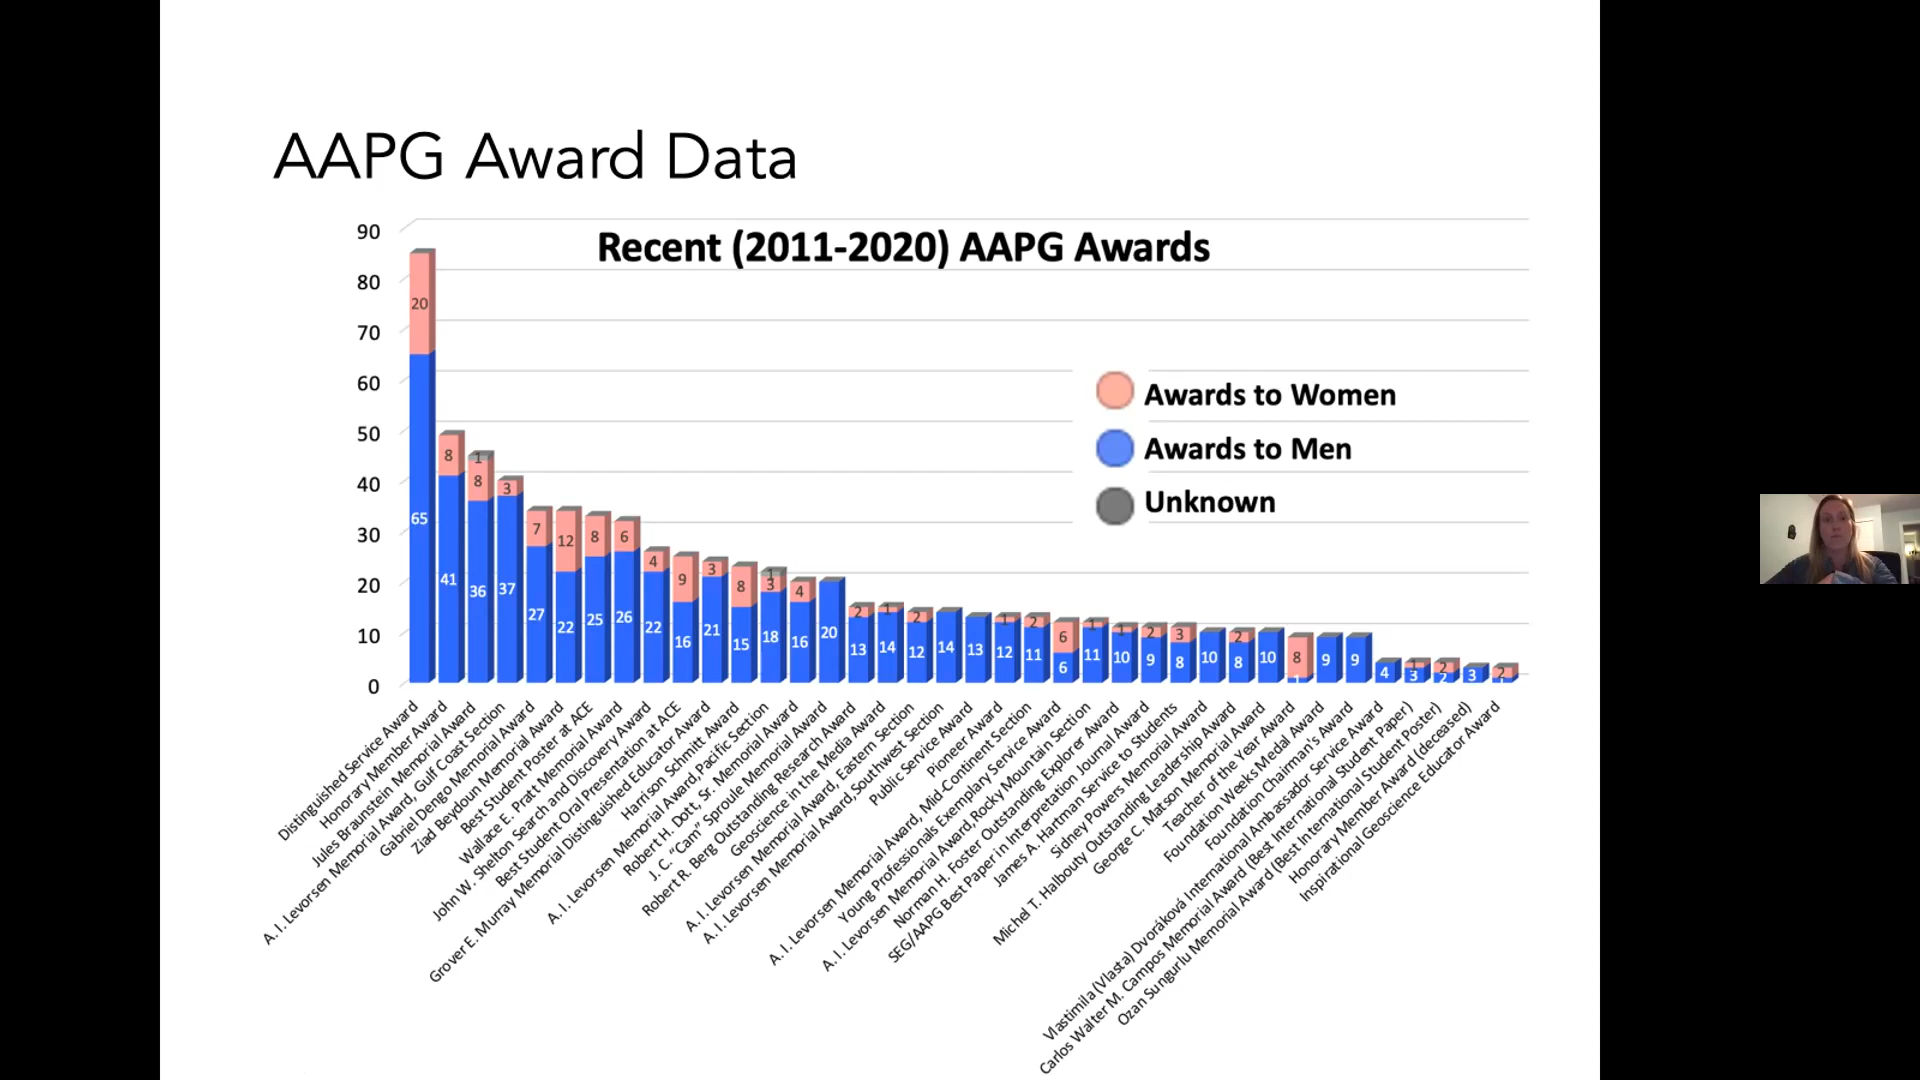 AAPG Award Data
Recent (2011-2020) AAPG Awards
90
80
70
60
50
40
30
20
10
0
Awards to Women
Awards to Men
Unknown
20
65
8
41
1
8
36
3
37
7
27
12
22
8
25
6
26
4
22
9
16
3
21
8
15
1
3
18
4
16
20
2
13
1
14
2
12
14
13
1
12
2
11
6
6
1
11
1
10
2
9
3
8
10
2
8
10
8
1
9
9
4
1
3
2
2
3
2
1
Distinguished Service Award
Honorary Member Award
Jules Braunstein Memorial Award
A. I. Levorsen Memorial Award, Gulf Coast Section
Gabriel Dengo Memorial Award
Ziad Beydoun Memorial Award
Best Student Poster at ACE
Wallace E. Pratt Memorial Award
John W. Shelton Search and Discovery Award
Best Student Oral Presentation at ACE
Grover E. Murray Memorial Distinguished Educator Award
Harrison Schmitt Award
A. I. Levorsen Memorial Award, Pacific Section
Robert H. Dott, Sr. Memorial Award
J. C. “Cam” Sproule Memorial Award
Robert R. Berg Outstanding Research Award
Geoscience in the Media Award
A. I. Levorsen Memorial Award, Eastern Section
A. I. Levorsen Memorial Award,Southwest Section
Public Service Award
Pioneer Award
A. I. Levorsen Memorial Award, Mid-Continent Section
Young Professionals Exemplary Service Award
A. I. Levorsen Memorial Award,Rocky Mountain Section
Norman H. Foster Outstanding Explorer Award
SEG/AAPG Best Paper in Interpretation Journal Award
James A. Hartman Service to Students
Sidney Powers Memorial Award
Michel T. Halbouty Outstanding Leadership Award
George C. Matson Memorial Award
Teacher of the Year Award
Foundation Weeks Medal Award
Foundation Chairman's Award
Vlastimila (Vlasta) Dvořáková International Ambassador Service Award
Carlos Walter M. Campos Memorial Award (Best International Student Paper)
Ozan Sungurlu Memorial Award (Best International Student Poster)
Honorary Member Award (deceased)
Inspirational Geoscience Educator Award